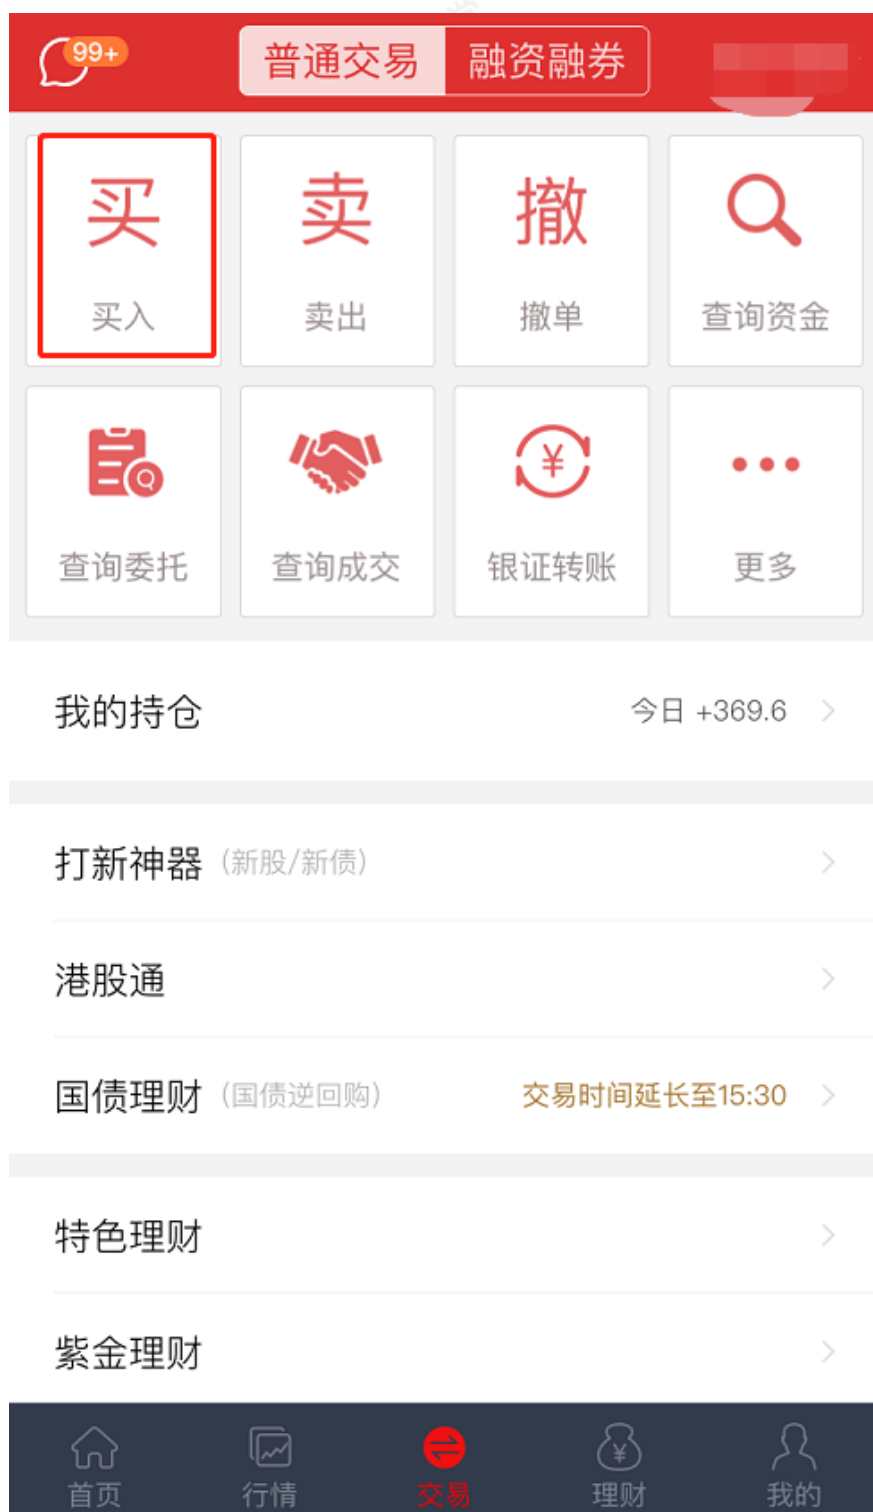 99+
普通交易 融资融券
买 卖 撤
买入 卖出 撤单 查询资金
¥
查询委托 查询成交 银证转账 更多
我的持仓 今日 +369.6
打新神器 (新股/新债)
港股通
国债理财 (国债逆回购) 交易时间延长至15:30
特色理财
紫金理财
¥
首页 行情 交易 理财 我的